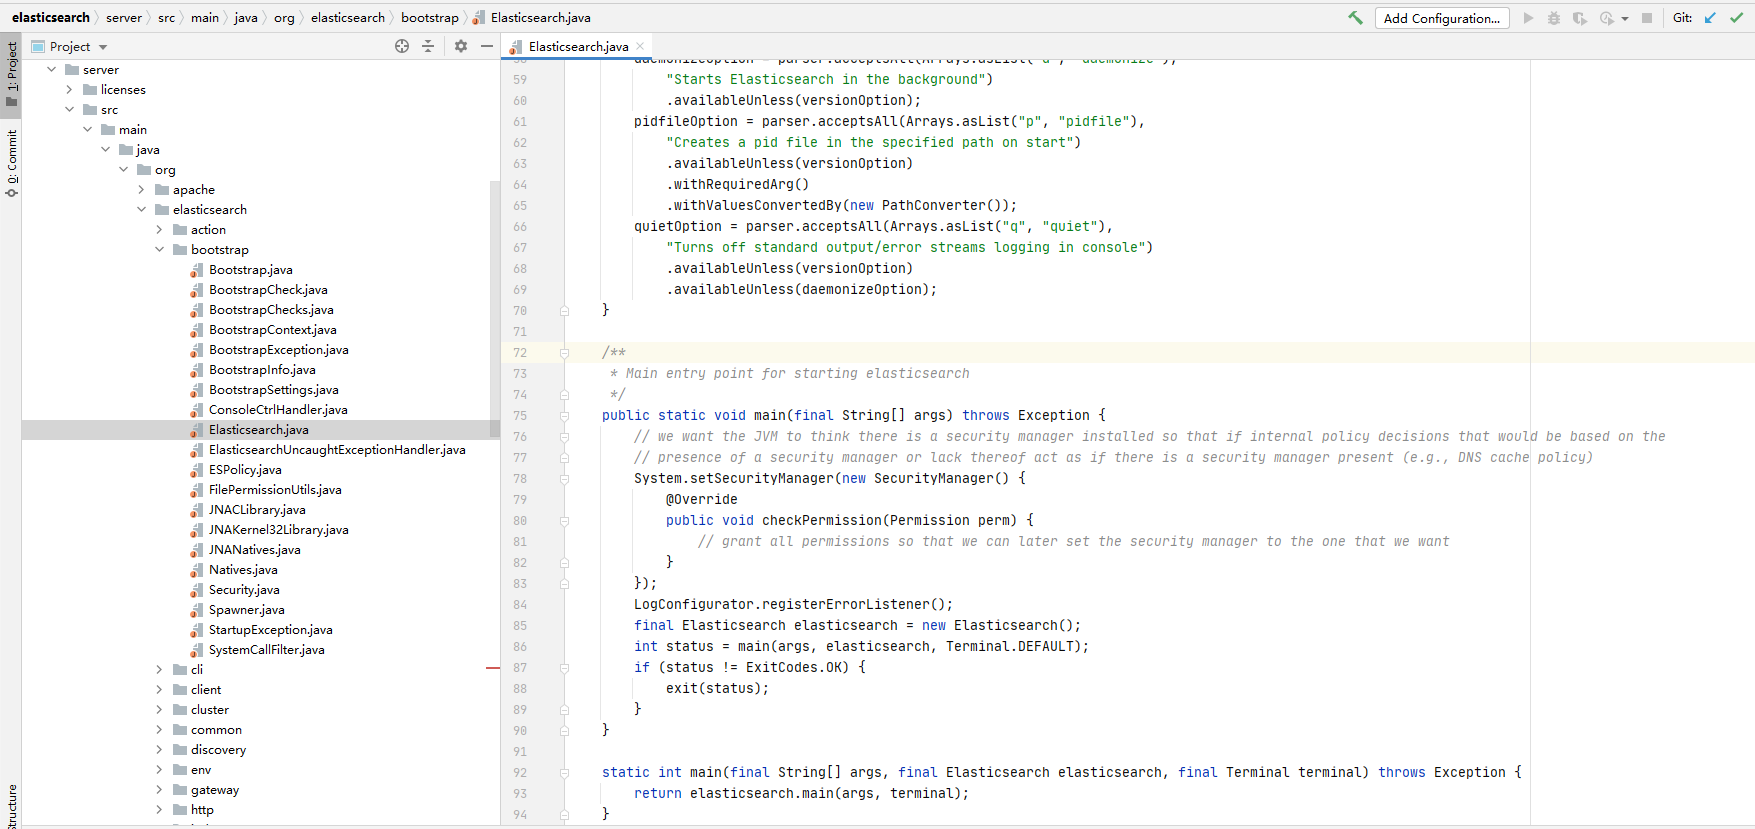 elasticsearch server src main java org elasticsearch bootstrap Elasticsearch.java
Add Configuration...
Git:
1: Project
0: Commit
Structure
Project
server
licenses
src
main
java
org
apache
elasticsearch
action
bootstrap
Bootstrap.java
BootstrapCheck.java
BootstrapChecks.java
BootstrapContext.java
BootstrapException.java
BootstrapInfo.java
BootstrapSettings.java
ConsoleCtrlHandler.java
Elasticsearch.java
ElasticsearchUncaughtExceptionHandler.java
ESPolicy.java
FilePermissionUtils.java
JNACLibrary.java
JNAKernel32Library.java
JNANatives.java
Natives.java
Security.java
Spawner.java
StartupException.java
SystemCallFilter.java
cli
client
cluster
common
discovery
env
gateway
http
Elasticsearch.java
58 daemonizeOption = parser.acceptsAll(Arrays.asList("d", "daemonize"),
59 "Starts Elasticsearch in the background")
60 .availableUnless(versionOption);
61 pidfileOption = parser.acceptsAll(Arrays.asList("p", "pidfile"),
62 "Creates a pid file in the specified path on start")
63 .availableUnless(versionOption)
64 .withRequiredArg()
65 .withValuesConvertedBy(new PathConverter());
66 quietOption = parser.acceptsAll(Arrays.asList("q", "quiet"),
67 "Turns off standard output/error streams logging in console")
68 .availableUnless(versionOption)
69 .availableUnless(daemonizeOption);
70 }
71
72 /**
73 * Main entry point for starting elasticsearch
74 */
75 public static void main(final String[] args) throws Exception {
76 // we want the JVM to think there is a security manager installed so that if internal policy decisions that would be based on the
77 // presence of a security manager or lack thereof act as if there is a security manager present (e.g., DNS cache policy)
78 System.setSecurityManager(new SecurityManager() {
79 @Override
80 public void checkPermission(Permission perm) {
81 // grant all permissions so that we can later set the security manager to the one that we want
82 }
83 });
84 LogConfigurator.registerErrorListener();
85 final Elasticsearch elasticsearch = new Elasticsearch();
86 int status = main(args, elasticsearch, Terminal.DEFAULT);
87 if (status != ExitCodes.OK) {
88 exit(status);
89 }
90 }
91
92 static int main(final String[] args, final Elasticsearch elasticsearch, final Terminal terminal) throws Exception {
93 return elasticsearch.main(args, terminal);
94 }